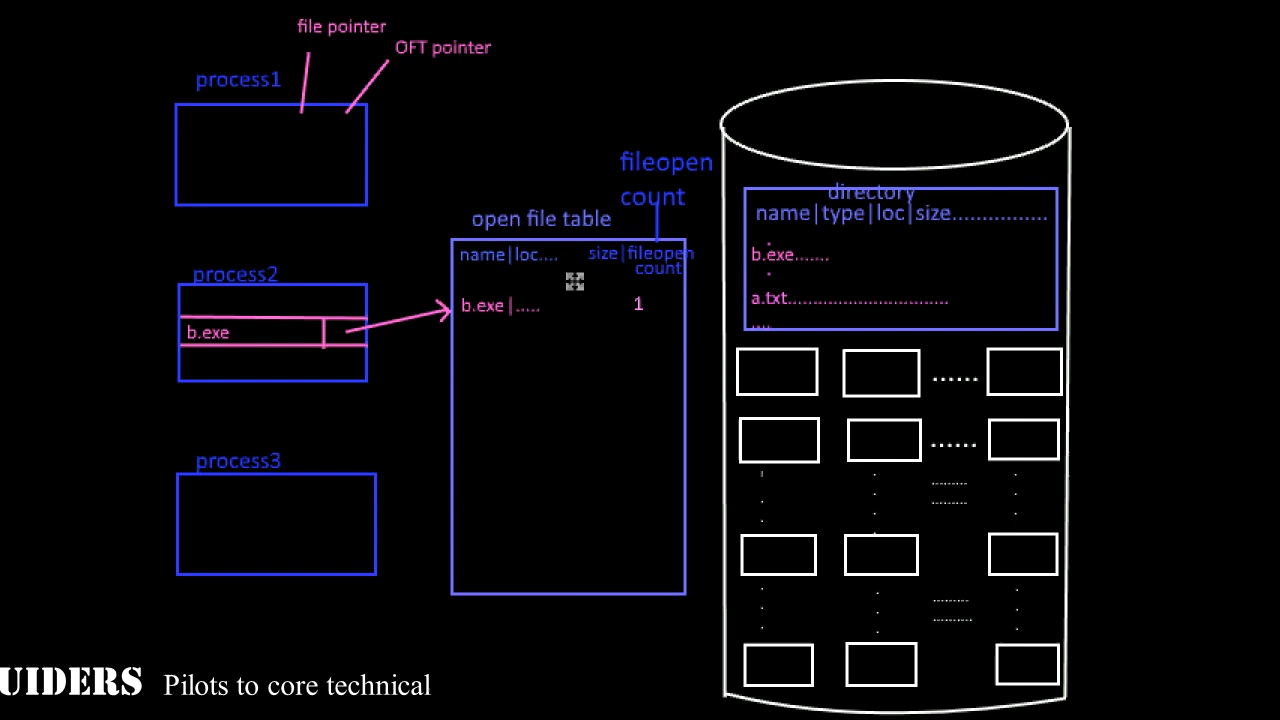 file pointer
OFT pointer
process1
fileopen
count
directory
name|type|loc|size.................
open file table
name|loc....
size|fileopen
count
b.exe.......
process2
b.exe|.....
1
a.txt.................................
....
b.exe
process3
UIDERS Pilots to core technical